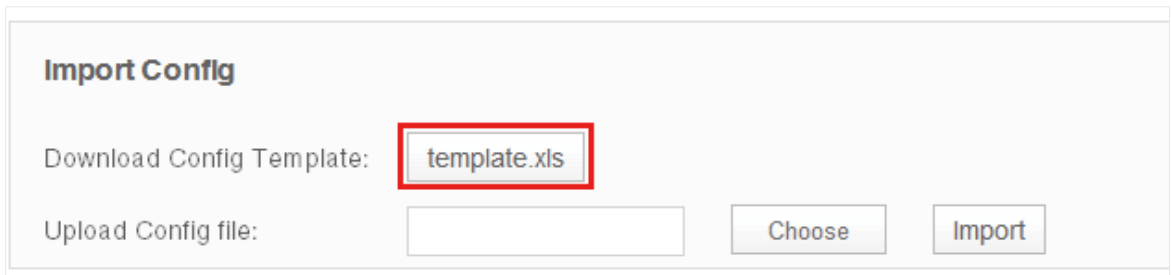 Import Config
Download Config Template: template.xls
Upload Config file: Choose Import